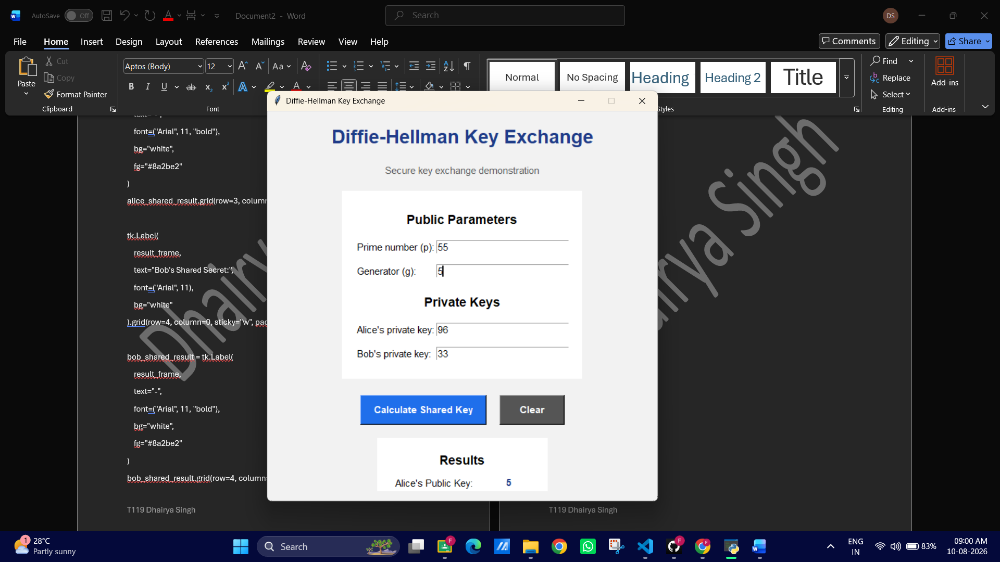 AutoSave Off Document2 - Word Search DS
File Home Insert Design Layout References Mailings Review View Help Comments Editing Share
Paste Cut Copy Format Painter Clipboard
Aptos (Body) 12 Aa Font
Normal No Spacing Heading Heading 2 Title Styles
Find Replace Select Editing Add-ins Add-ins
font=("Arial", 11, "bold"),
bg="white",
fg="#8a2be2"
)
alice_shared_result.grid(row=3, column
tk.Label(
result_frame,
text="Bob's Shared Secret:",
font=("Arial", 11),
bg="white"
).grid(row=4, column=0, sticky="w", pad
bob_shared_result = tk.Label(
result_frame,
text="-",
font=("Arial", 11, "bold"),
bg="white",
fg="#8a2be2"
)
bob_shared_result.grid(row=4, column=
T119 Dhairya Singh
Dhairy
Diffie-Hellman Key Exchange
Diffie-Hellman Key Exchange
Secure key exchange demonstration
Public Parameters
Prime number (p): 55
Generator (g): 5
Private Keys
Alice's private key: 96
Bob's private key: 33
Calculate Shared Key Clear
Results
Alice's Public Key: 5
irya Singh
T119 Dhairya Singh
1 28°C
Partly sunny
Search
F
F
F
ENG
IN
83%
09:00 AM
10-08-2026